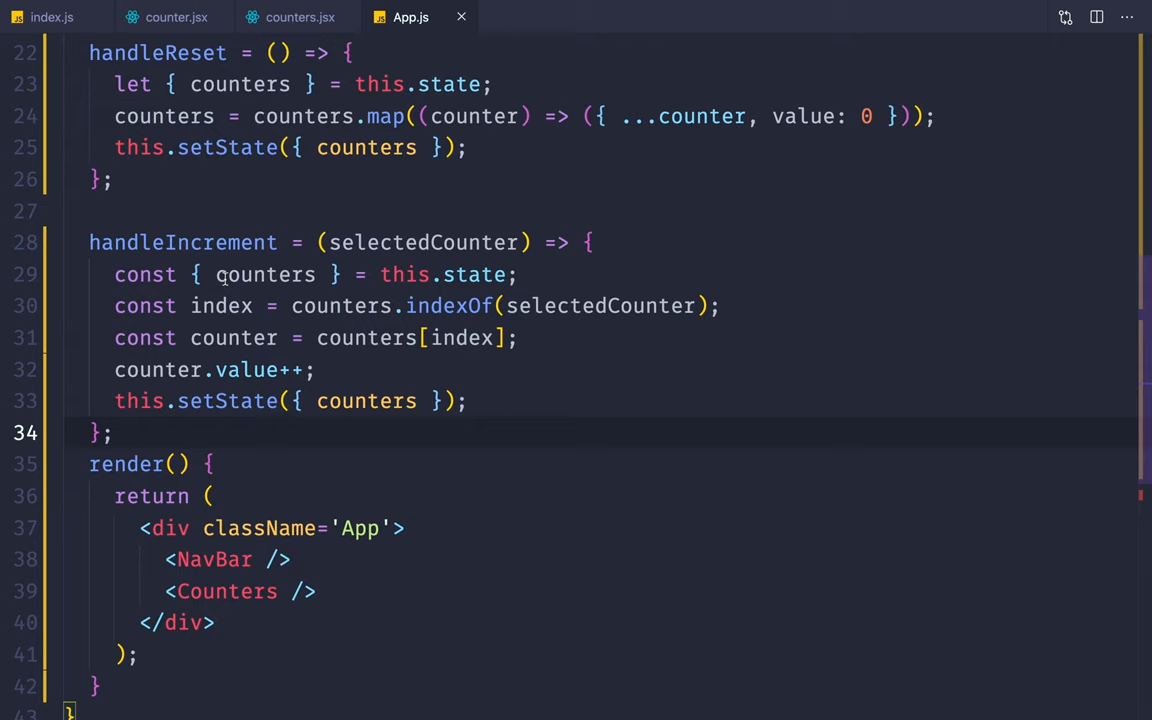 JS index.js counter.jsx counters.jsx JS App.js × ···
22 handleReset = () => {
23 let { counters } = this.state;
24 counters = counters.map((counter) => ({ ...counter, value: 0 }));
25 this.setState({ counters });
26 };
27
28 handleIncrement = (selectedCounter) => {
29 const { counters } = this.state;
30 const index = counters.indexOf(selectedCounter);
31 const counter = counters[index];
32 counter.value++;
33 this.setState({ counters });
34 };
35 render() {
36 return (
37 <div className='App'>
38 <NavBar />
39 <Counters />
40 </div>
41 );
42 }
43 }